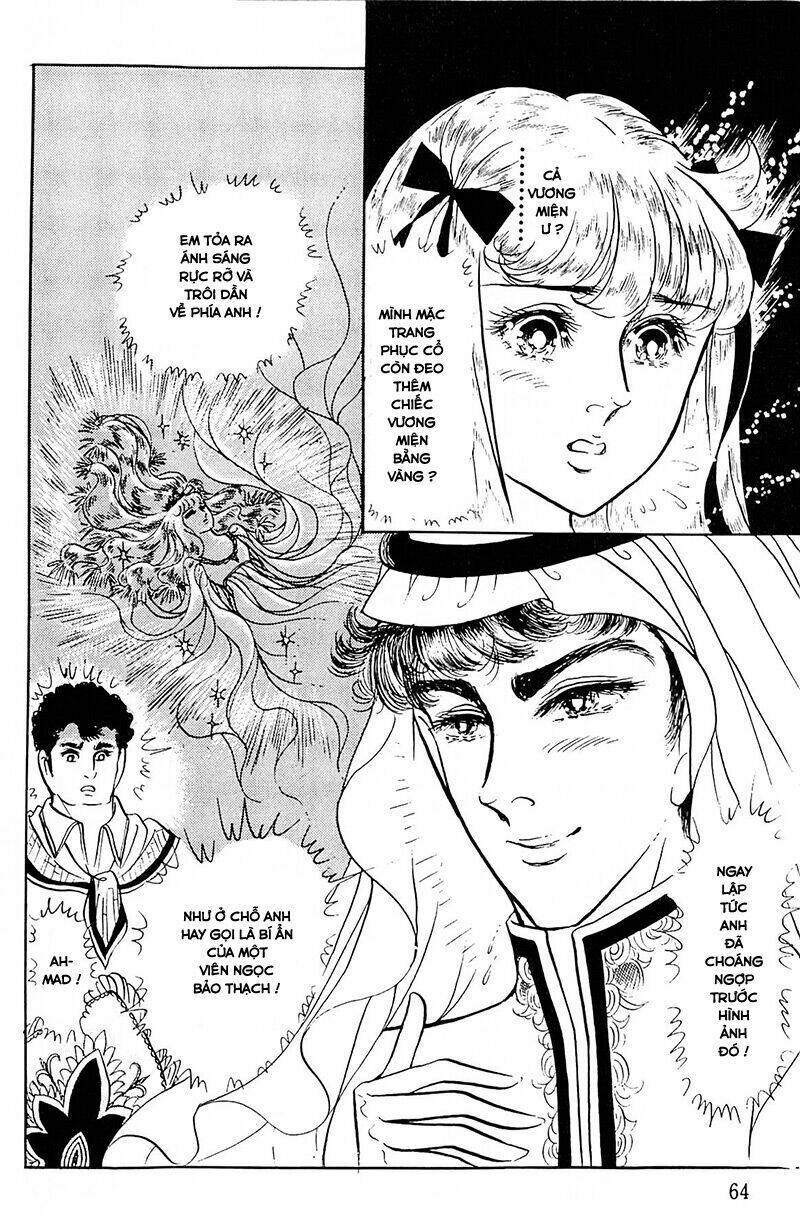 CẢ
VƯƠNG
MIỆN
Ư ?
MÌNH MẶC
TRANG
PHỤC CỔ
CÒN ĐEO
THÊM
CHIẾC
VƯƠNG
MIỆN
BẰNG
VÀNG ?
EM TỎA RA
ÁNH SÁNG
RỰC RỠ VÀ
TRÔI DẦN
VỀ PHÍA ANH !
NGAY
LẬP
TỨC
ANH
ĐÃ
CHOÁNG
NGỢP
TRƯỚC
HÌNH
ẢNH
ĐÓ !
NHƯ Ở CHỖ ANH
HAY GỌI LÀ BÍ ẨN
CỦA MỘT
VIÊN NGỌC
BẢO THẠCH !
AH-
MAD !
64